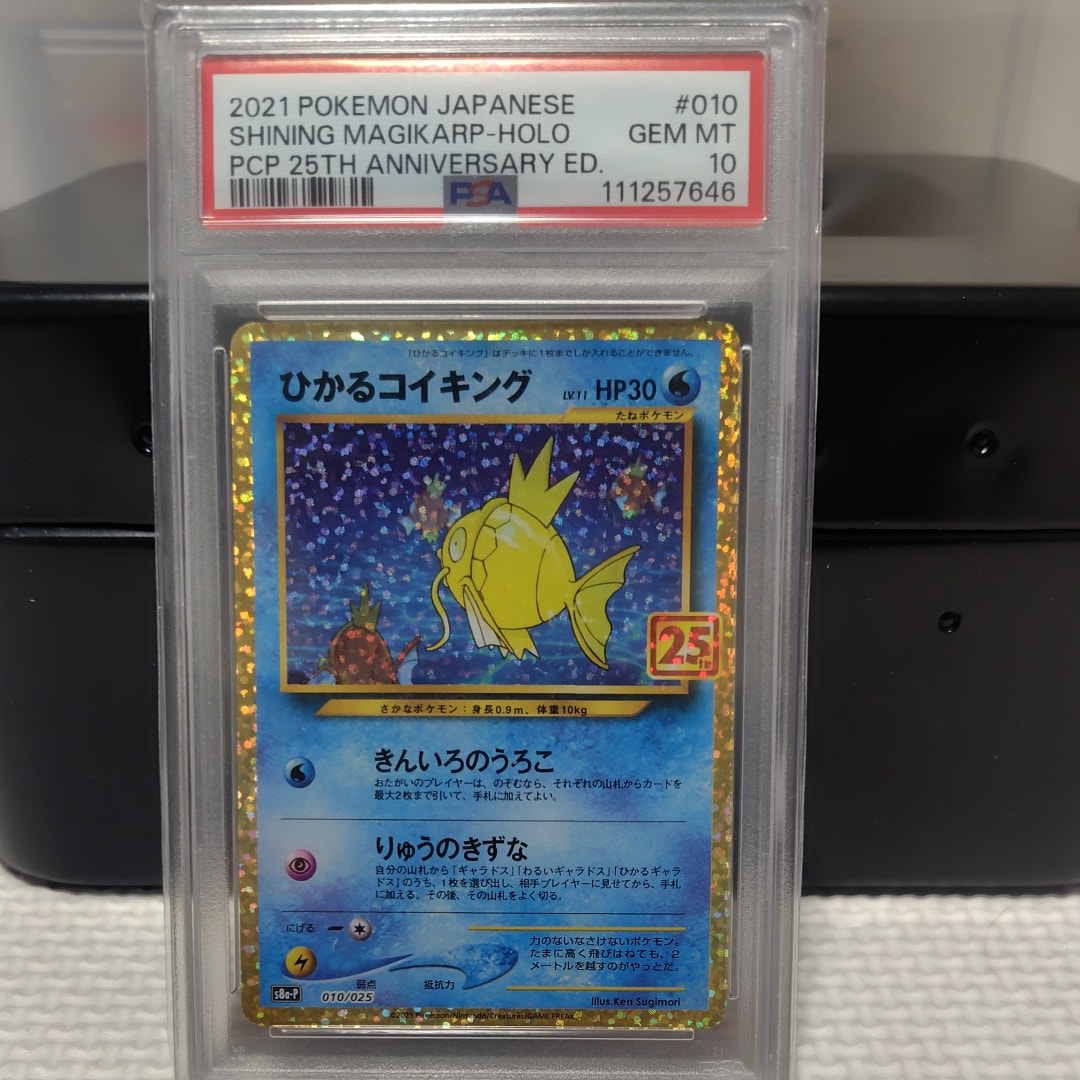 2021 POKEMON JAPANESE #010
SHINING MAGIKARP-HOLO GEM MT
PCP 25TH ANNIVERSARY ED. 10
PSA 111257646
「ひかるコイキング」はデッキに1枚までしか入れることができません。
ひかるコイキング LV.11 HP30
たねポケモン
25th
さかなポケモン：身長0.9m、体重10kg
きんいろのうろこ
おたがいのプレイヤーは、のぞむなら、それぞれの山札からカードを
最大2枚まで引いて、手札に加えてよい。
りゅうのきずな
自分の山札から「ギャラドス」「わるいギャラドス」「ひかるギャラ
ドス」のうち、1枚を選び出し、相手プレイヤーに見せてから、手札
に加える。その後、その山札をよく切る。
にげる
力のないなさけないポケモン。
たまに高く飛びはねても、2
メートルを越すのがやっとだ。
弱点 抵抗力
s8a-P 010/025
Illus.Ken Sugimori
©2021 Pokémon/Nintendo/Creatures/GAME FREAK